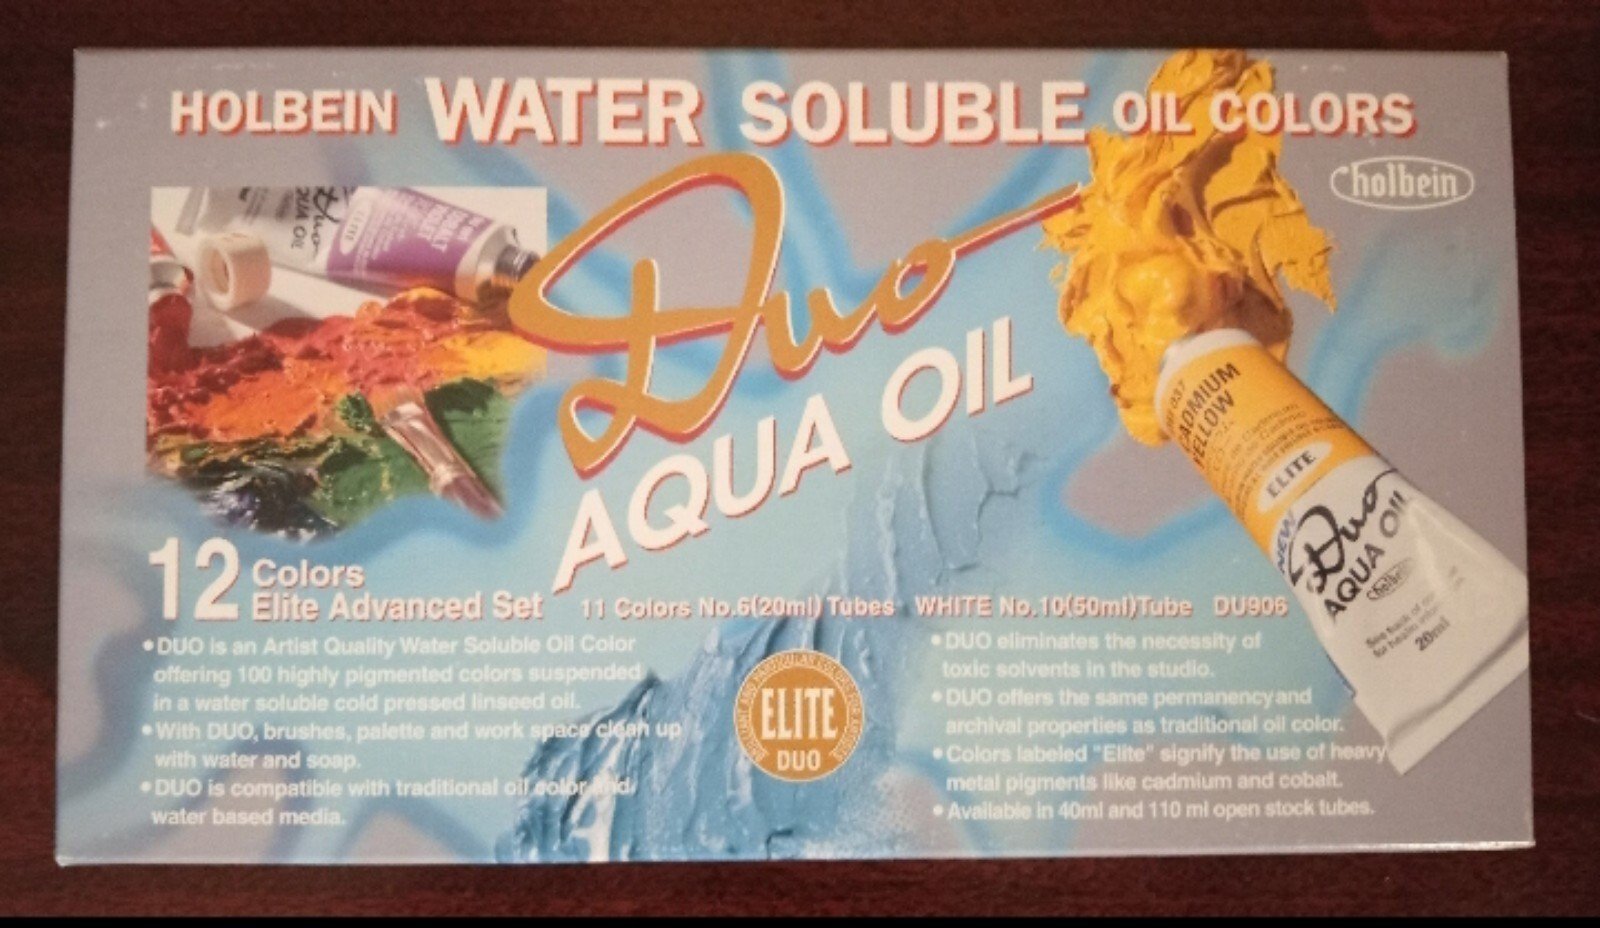 HOLBEIN WATER SOLUBLE OIL COLORS
holbein
Duo
AQUA OIL
CADMIUM
YELLOW
ELITE
NEW
Duo
AQUA OIL
holbein
20ml
12 Colors
Elite Advanced Set
11 Colors No.6(20ml) Tubes WHITE No.10(50ml)Tube DU906
•DUO is an Artist Quality Water Soluble Oil Color
offering 100 highly pigmented colors suspended
in a water soluble cold pressed linseed oil.
•With DUO, brushes, palette and work space clean up
with water and soap.
•DUO is compatible with traditional oil color and
water based media.
ELITE
DUO
•DUO eliminates the necessity of
toxic solvents in the studio.
•DUO offers the same permanency and
archival properties as traditional oil color.
•Colors labeled "Elite" signify the use of heavy
metal pigments like cadmium and cobalt.
•Available in 40ml and 110 ml open stock tubes.